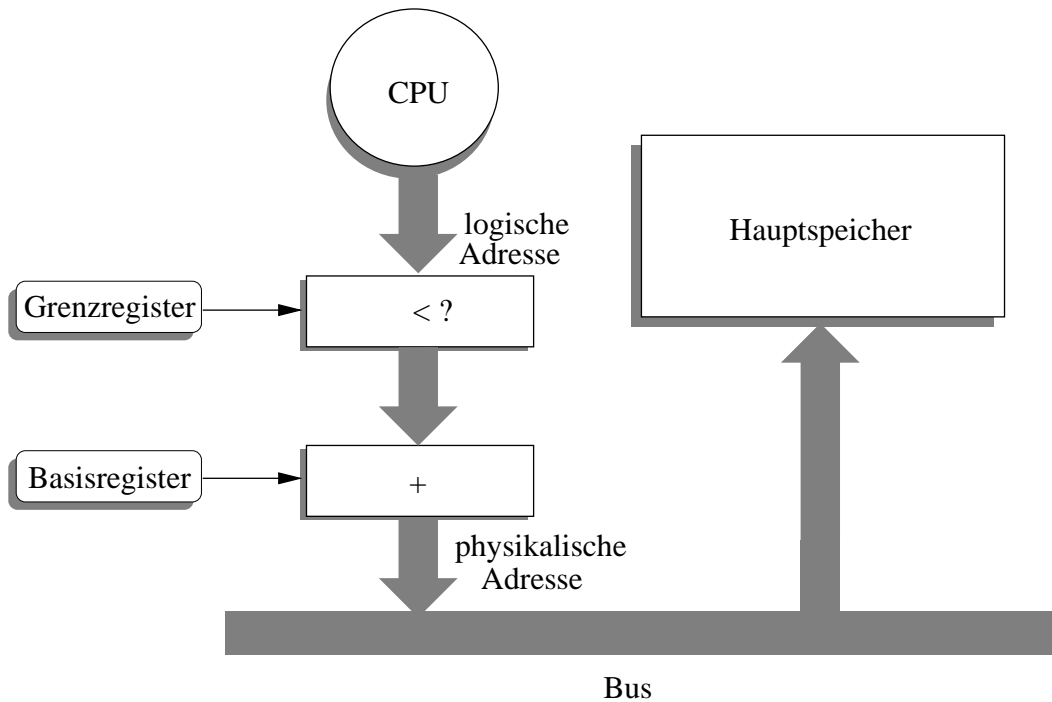 CPU
logische
Adresse
Hauptspeicher
Grenzregister
< ?
Basisregister
+
physikalische
Adresse
Bus